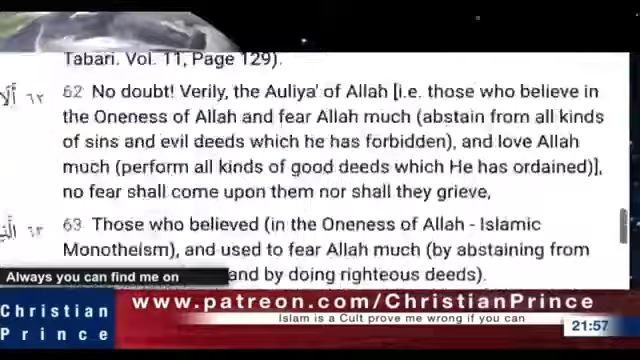 Tabari. Vol. 11, Page 129).
٦٢ 62 No doubt! Verily, the Auliya' of Allah [i.e. those who believe in
the Oneness of Allah and fear Allah much (abstain from all kinds
of sins and evil deeds which he has forbidden), and love Allah
much (perform all kinds of good deeds which He has ordained)],
no fear shall come upon them nor shall they grieve,
٦٣ 63 Those who believed (in the Oneness of Allah - Islamic
Monotheism), and used to fear Allah much (by abstaining from
Always you can find me on
and by doing righteous deeds).
Christian
Prince
www.patreon.com/ChristianPrince
Islam is a Cult prove me wrong if you can
21:57